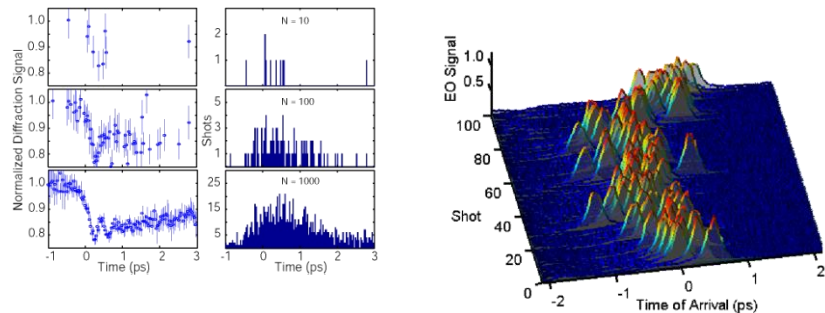 Normalized Diffraction Signal
1.0
0.9
0.8
1.0
0.9
0.8
1.0
0.9
0.8
-1 0 1 2 3
Time (ps)
Shots
2
1
N = 10
5
3
1
N = 100
25
15
5
N = 1000
-1 0 1 2 3
Time (ps)
EO Signal
1.0
0.5
100
80
60
40
20
0
Shot
-2 -1 0 1 2
Time of Arrival (ps)